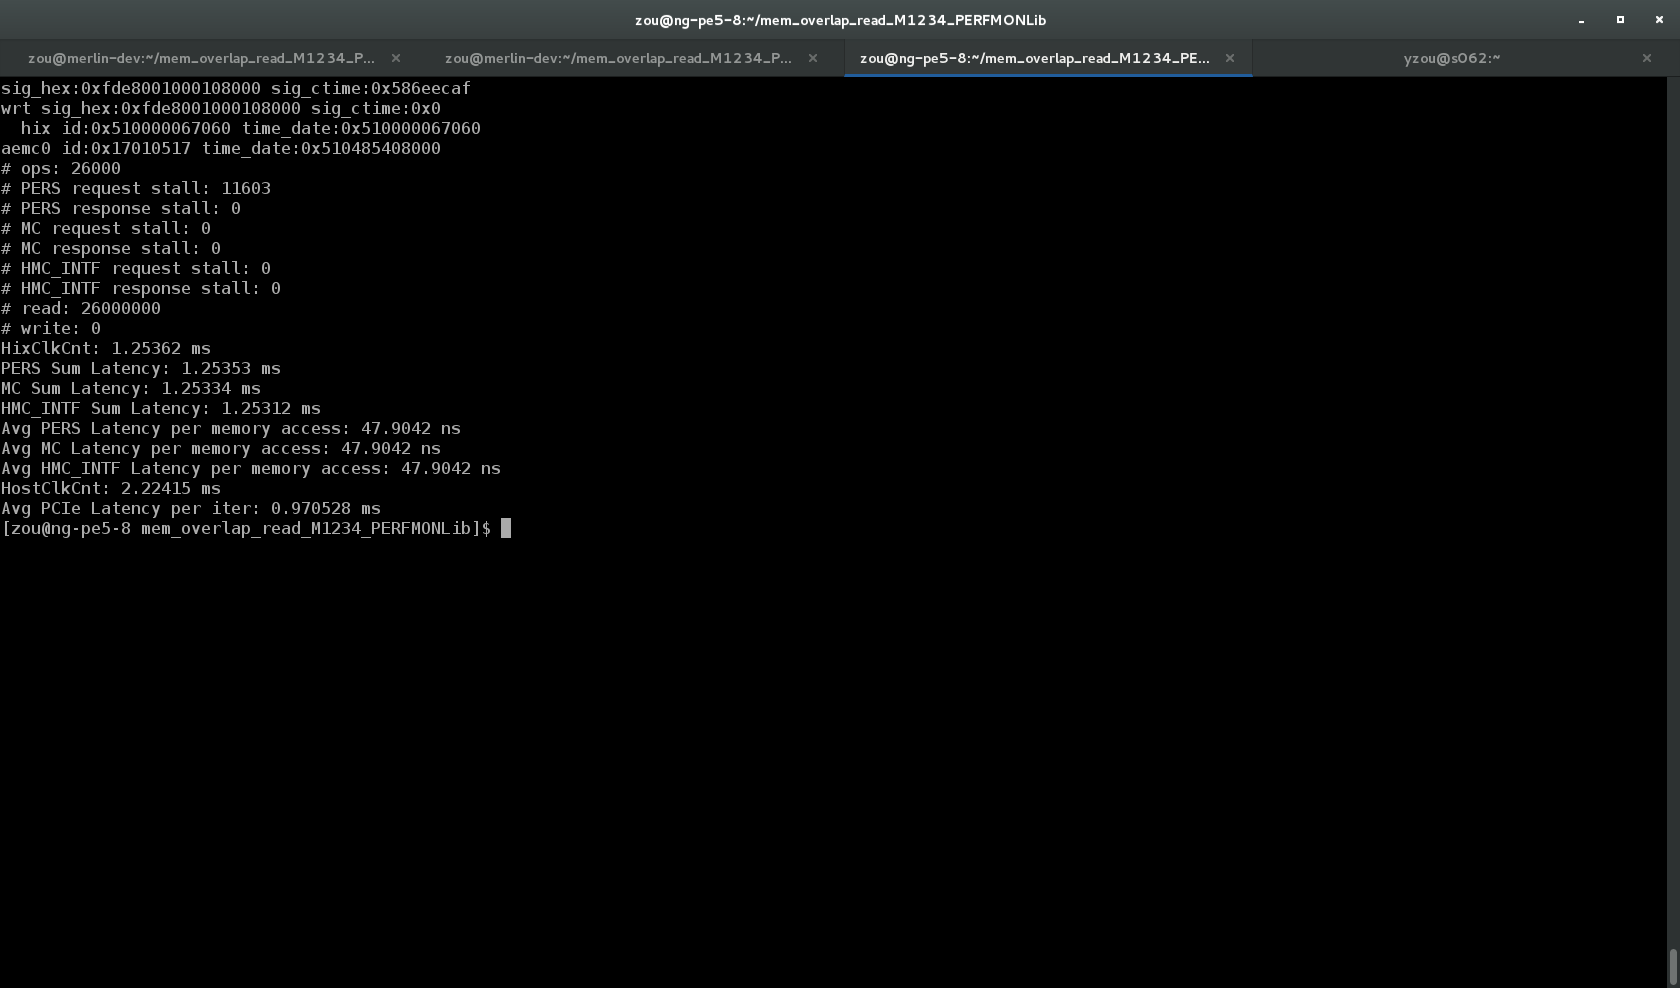 zou@ng-pe5-8:~/mem_overlap_read_M1234_PERFMONLib
zou@merlin-dev:~/mem_overlap_read_M1234_P...
zou@merlin-dev:~/mem_overlap_read_M1234_P...
zou@ng-pe5-8:~/mem_overlap_read_M1234_PE...
yzou@s062:~
sig_hex:0xfde8001000108000 sig_ctime:0x586eecaf
wrt sig_hex:0xfde8001000108000 sig_ctime:0x0
  hix id:0x510000067060 time_date:0x510000067060
aemc0 id:0x17010517 time_date:0x510485408000
# ops: 26000
# PERS request stall: 11603
# PERS response stall: 0
# MC request stall: 0
# MC response stall: 0
# HMC_INTF request stall: 0
# HMC_INTF response stall: 0
# read: 26000000
# write: 0
HixClkCnt: 1.25362 ms
PERS Sum Latency: 1.25353 ms
MC Sum Latency: 1.25334 ms
HMC_INTF Sum Latency: 1.25312 ms
Avg PERS Latency per memory access: 47.9042 ns
Avg MC Latency per memory access: 47.9042 ns
Avg HMC_INTF Latency per memory access: 47.9042 ns
HostClkCnt: 2.22415 ms
Avg PCIe Latency per iter: 0.970528 ms
[zou@ng-pe5-8 mem_overlap_read_M1234_PERFMONLib]$